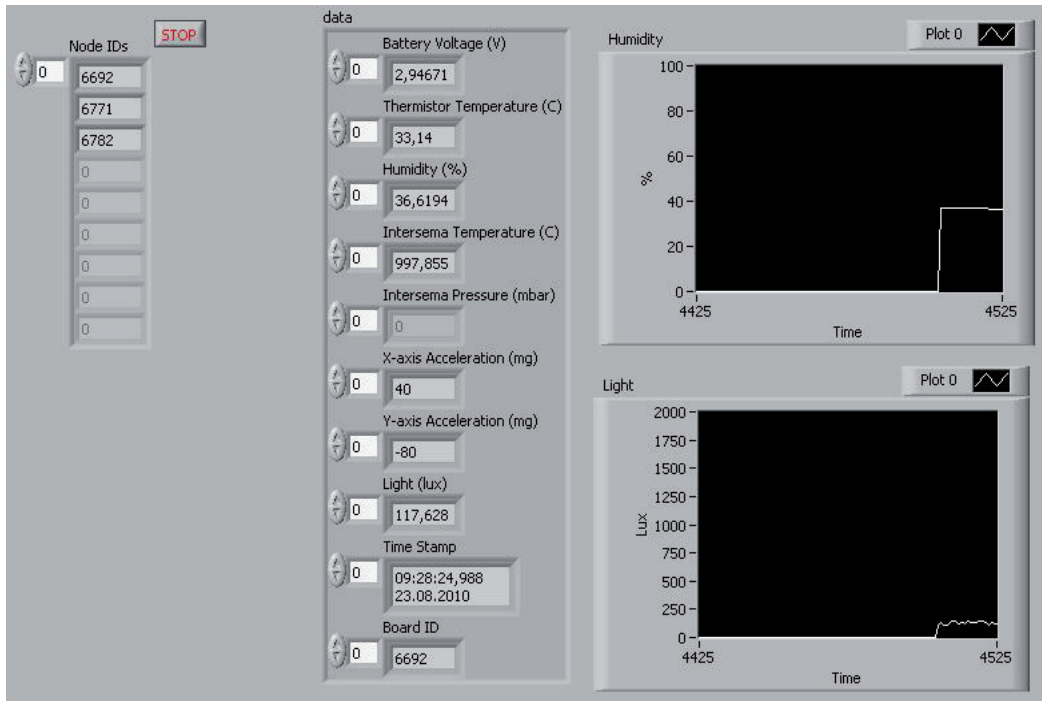 Node IDs
STOP
0
6692
6771
6782
0
0
0
0
0
0
data
Battery Voltage (V)
0
2,94671
Thermistor Temperature (C)
0
33,14
Humidity (%)
0
36,6194
Intersema Temperature (C)
0
997,855
Intersema Pressure (mbar)
0
0
X-axis Acceleration (mg)
0
40
Y-axis Acceleration (mg)
0
-80
Light (lux)
0
117,628
Time Stamp
0
09:28:24,988
23.08.2010
Board ID
0
6692
Humidity
Plot 0
100
80
60
40
20
0
%
4425
4525
Time
Light
Plot 0
2000
1750
1500
1250
1000
750
500
250
0
Lux
4425
4525
Time